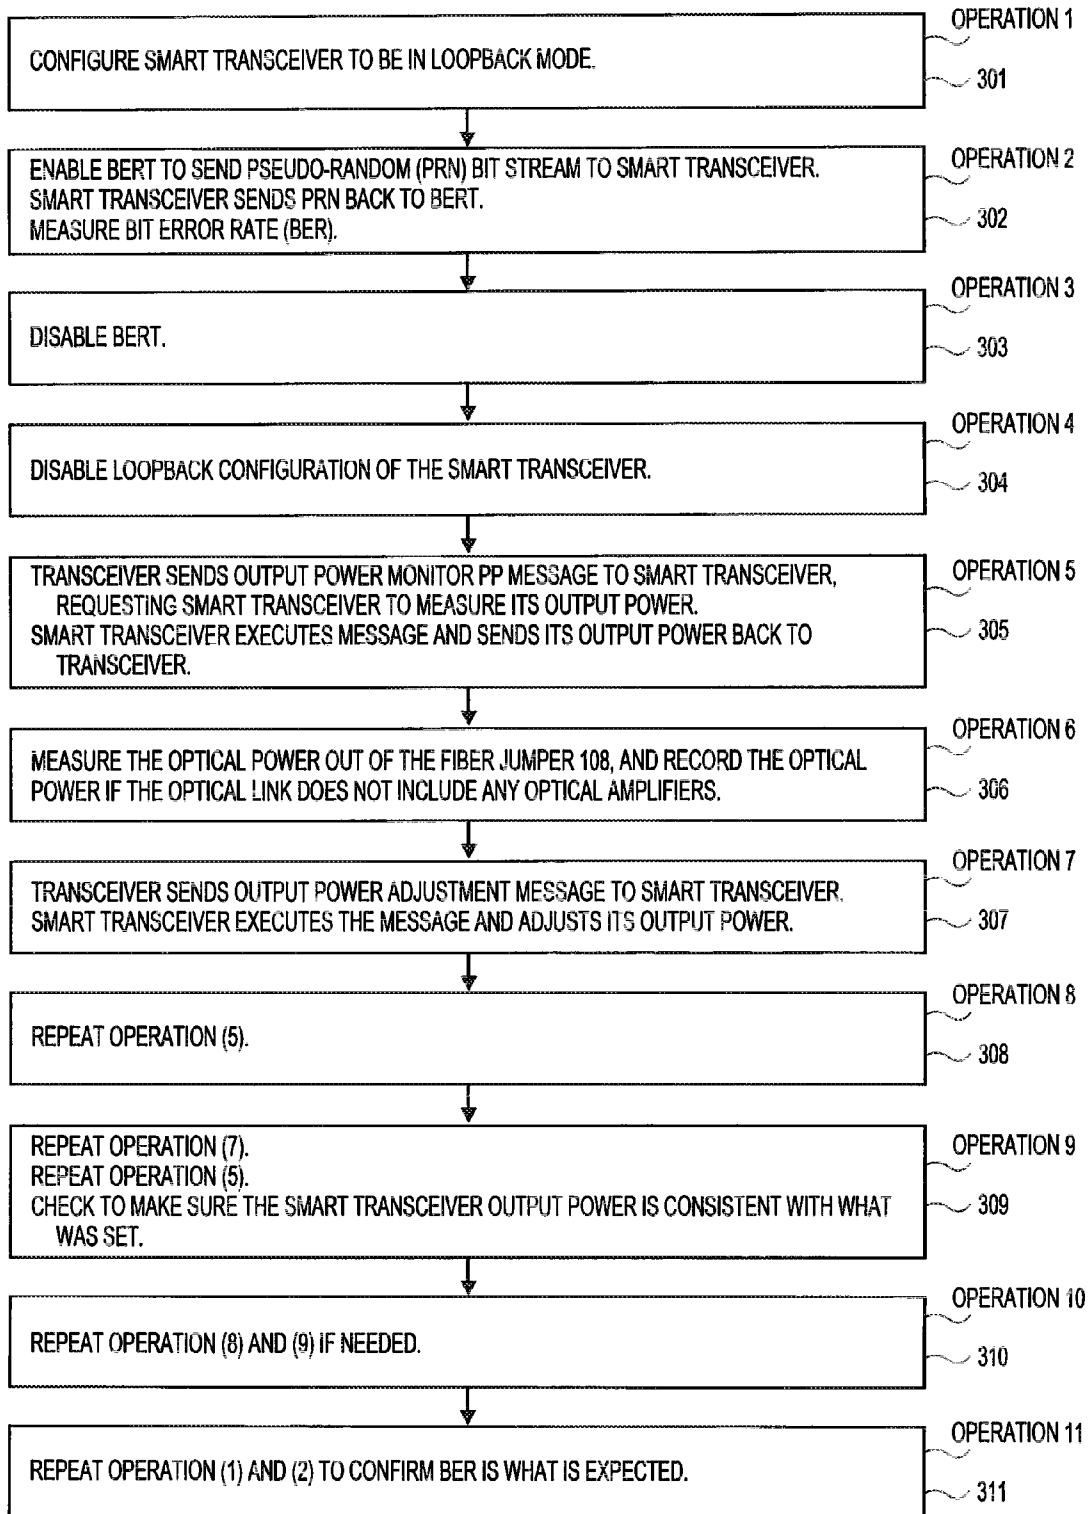 OPERATION 1
CONFIGURE SMART TRANSCEIVER TO BE IN LOOPBACK MODE.
301
OPERATION 2
ENABLE BERT TO SEND PSEUDO-RANDOM (PRN) BIT STREAM TO SMART TRANSCEIVER.
SMART TRANSCEIVER SENDS PRN BACK TO BERT.
MEASURE BIT ERROR RATE (BER).
302
OPERATION 3
DISABLE BERT.
303
OPERATION 4
DISABLE LOOPBACK CONFIGURATION OF THE SMART TRANSCEIVER.
304
OPERATION 5
TRANSCEIVER SENDS OUTPUT POWER MONITOR PP MESSAGE TO SMART TRANSCEIVER,
REQUESTING SMART TRANSCEIVER TO MEASURE ITS OUTPUT POWER.
SMART TRANSCEIVER EXECUTES MESSAGE AND SENDS ITS OUTPUT POWER BACK TO
TRANSCEIVER.
305
OPERATION 6
MEASURE THE OPTICAL POWER OUT OF THE FIBER JUMPER 108, AND RECORD THE OPTICAL
POWER IF THE OPTICAL LINK DOES NOT INCLUDE ANY OPTICAL AMPLIFIERS.
306
OPERATION 7
TRANSCEIVER SENDS OUTPUT POWER ADJUSTMENT MESSAGE TO SMART TRANSCEIVER.
SMART TRANSCEIVER EXECUTES THE MESSAGE AND ADJUSTS ITS OUTPUT POWER.
307
OPERATION 8
REPEAT OPERATION (5).
308
OPERATION 9
REPEAT OPERATION (7).
REPEAT OPERATION (5).
CHECK TO MAKE SURE THE SMART TRANSCEIVER OUTPUT POWER IS CONSISTENT WITH WHAT
WAS SET.
309
OPERATION 10
REPEAT OPERATION (8) AND (9) IF NEEDED.
310
OPERATION 11
REPEAT OPERATION (1) AND (2) TO CONFIRM BER IS WHAT IS EXPECTED.
311